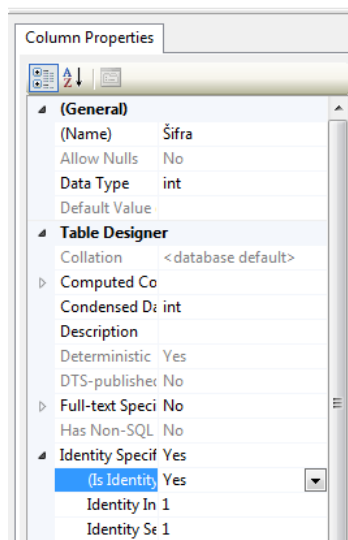 Column Properties
(General)
(Name) Šifra
Allow Nulls No
Data Type int
Default Value
Table Designer
Collation <database default>
Computed Co
Condensed Da int
Description
Deterministic Yes
DTS-published No
Full-text Speci No
Has Non-SQL No
Identity Specif Yes
(Is Identity Yes
Identity In 1
Identity Se 1